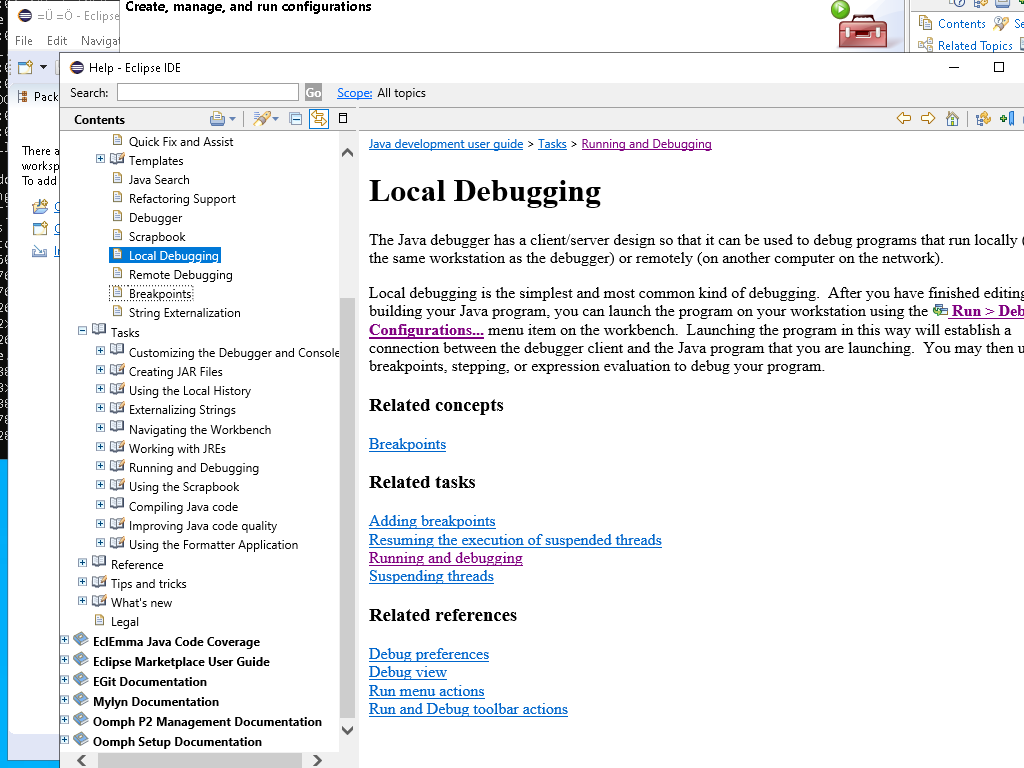 Create, manage, and run configurations
=Ü =Ö - Eclipse
File Edit Navigat
Contents
Se
Related Topics
Pack
There a
worksp
To add
Help - Eclipse IDE
Search:
Go
Scope: All topics
Contents
Quick Fix and Assist
Templates
Java Search
Refactoring Support
Debugger
Scrapbook
Local Debugging
Remote Debugging
Breakpoints
String Externalization
Tasks
Customizing the Debugger and Console
Creating JAR Files
Using the Local History
Externalizing Strings
Navigating the Workbench
Working with JREs
Running and Debugging
Using the Scrapbook
Compiling Java code
Improving Java code quality
Using the Formatter Application
Reference
Tips and tricks
What's new
Legal
EclEmma Java Code Coverage
Eclipse Marketplace User Guide
EGit Documentation
Mylyn Documentation
Oomph P2 Management Documentation
Oomph Setup Documentation
Java development user guide > Tasks > Running and Debugging
Local Debugging
The Java debugger has a client/server design so that it can be used to debug programs that run locally (
the same workstation as the debugger) or remotely (on another computer on the network).
Local debugging is the simplest and most common kind of debugging. After you have finished editing
building your Java program, you can launch the program on your workstation using the Run > Deb
Configurations... menu item on the workbench. Launching the program in this way will establish a
connection between the debugger client and the Java program that you are launching. You may then u
breakpoints, stepping, or expression evaluation to debug your program.
Related concepts
Breakpoints
Related tasks
Adding breakpoints
Resuming the execution of suspended threads
Running and debugging
Suspending threads
Related references
Debug preferences
Debug view
Run menu actions
Run and Debug toolbar actions